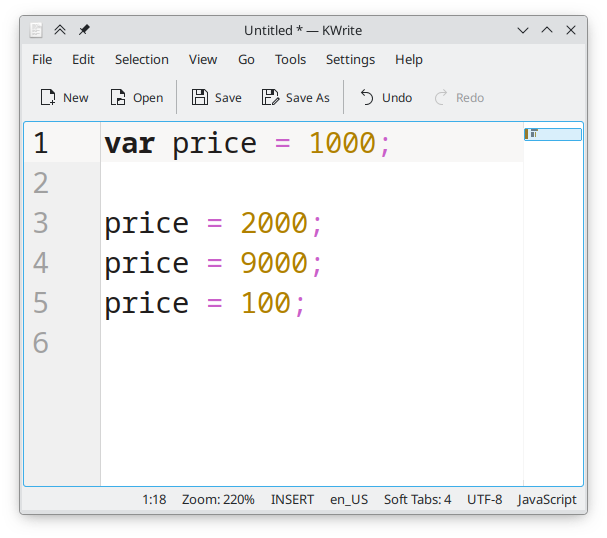 Untitled * — KWrite
File Edit Selection View Go Tools Settings Help
New Open Save Save As Undo Redo
1 var price = 1000;
2
3 price = 2000;
4 price = 9000;
5 price = 100;
6
1:18 Zoom: 220% INSERT en_US Soft Tabs: 4 UTF-8 JavaScript